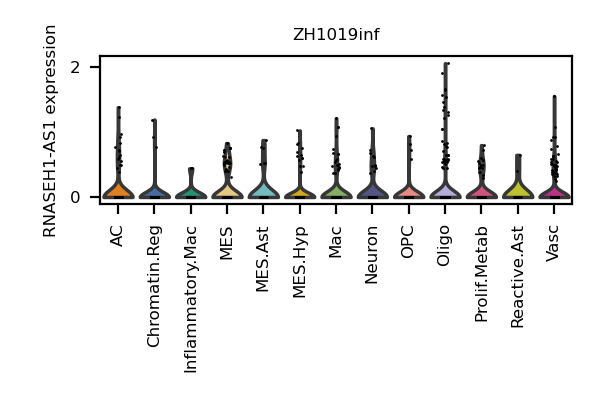 ZH1019inf
RNASEH1-AS1 expression
2
0
AC
Chromatin.Reg
Inflammatory.Mac
MES
MES.Ast
MES.Hyp
Mac
Neuron
OPC
Oligo
Prolif.Metab
Reactive.Ast
Vasc